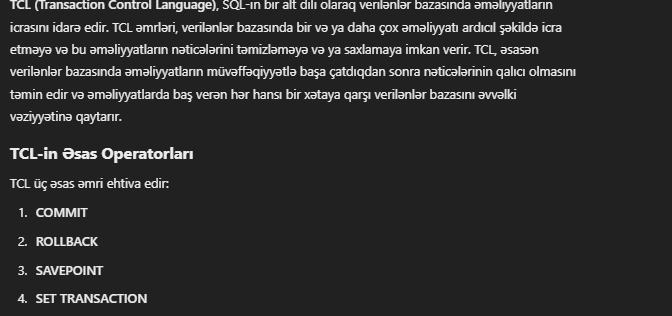 TCL (Transaction Control Language), SQL-in bir alt dili olaraq verilənlər bazasında əməliyyatların
icrasını idarə edir. TCL əmrləri, verilənlər bazasında bir və ya daha çox əməliyyatı ardıcıl şəkildə icra
etməyə və bu əməliyyatların nəticələrini təmizləməyə və ya saxlamaya imkan verir. TCL, əsasən
verilənlər bazasında əməliyyatların müvəffəqiyyətlə başa çatdıqdan sonra nəticələrinin qalıcı olmasını
təmin edir və əməliyyatlarda baş verən hər hansı bir xətaya qarşı verilənlər bazasını əvvəlki
vəziyyətinə qaytarır.
TCL-in Əsas Operatorları
TCL üç əsas əmri ehtiva edir:
1. COMMIT
2. ROLLBACK
3. SAVEPOINT
4. SET TRANSACTION